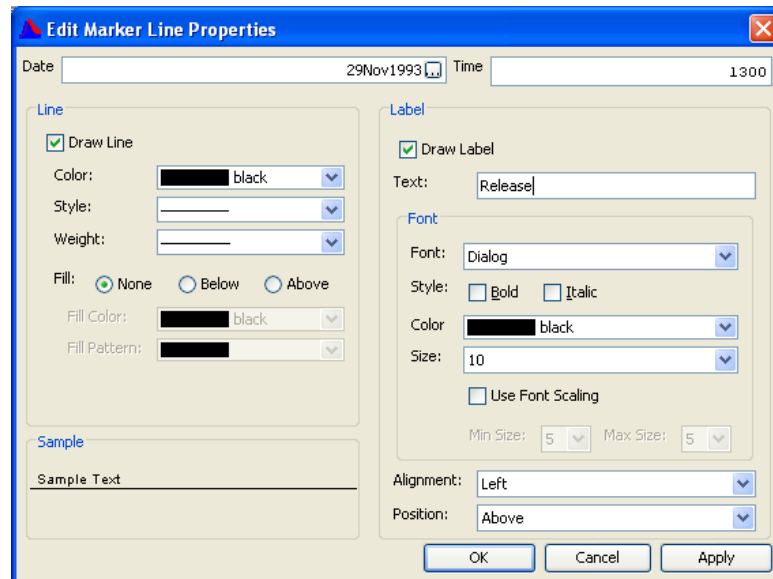 Edit Marker Line Properties
Date 29Nov1993 ... Time 1300
Line
Draw Line
Color: black
Style:
Weight:
Fill: None Below Above
Fill Color: black
Fill Pattern:
Sample
Sample Text
Label
Draw Label
Text: Release
Font
Font: Dialog
Style: Bold Italic
Color black
Size: 10
Use Font Scaling
Min Size: 5 Max Size: 5
Alignment: Left
Position: Above
OK Cancel Apply